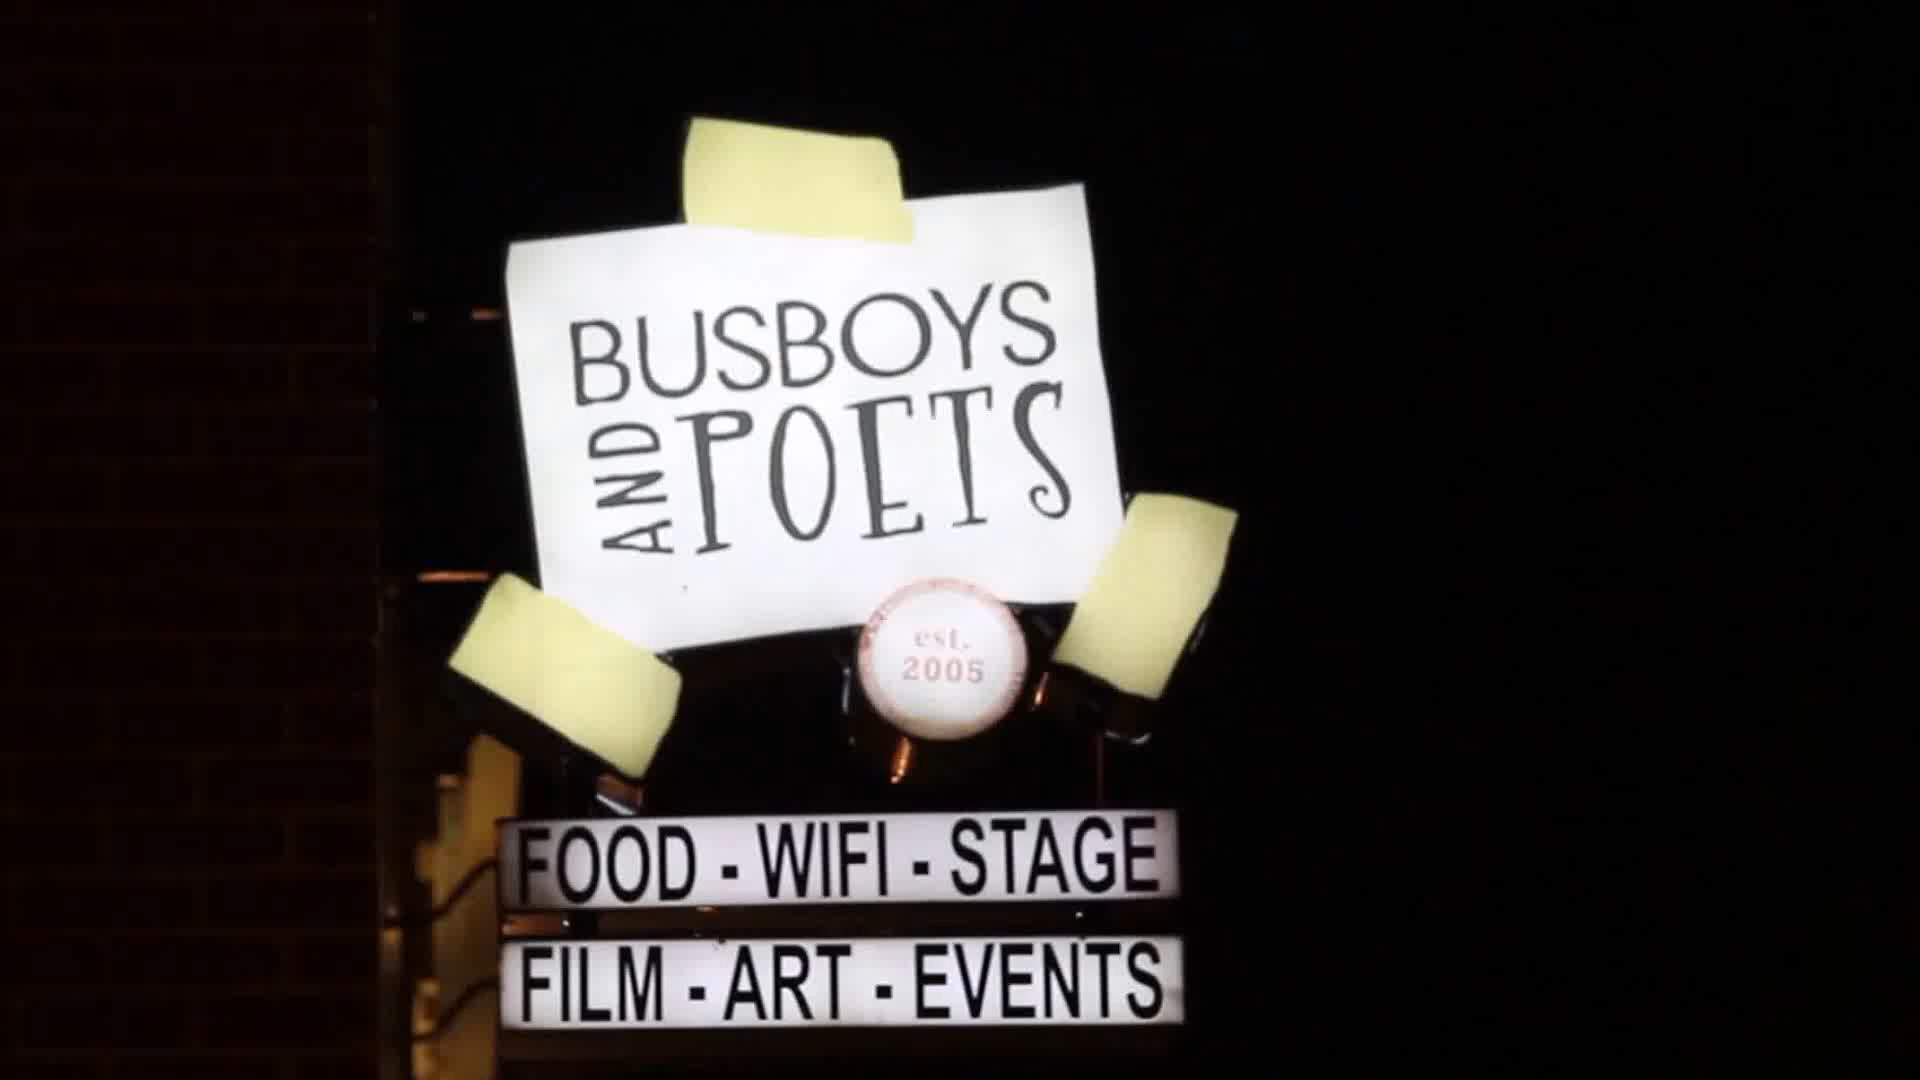 BUSBOYS
AND POETS
est.
2005
FOOD - WIFI - STAGE
FILM - ART - EVENTS